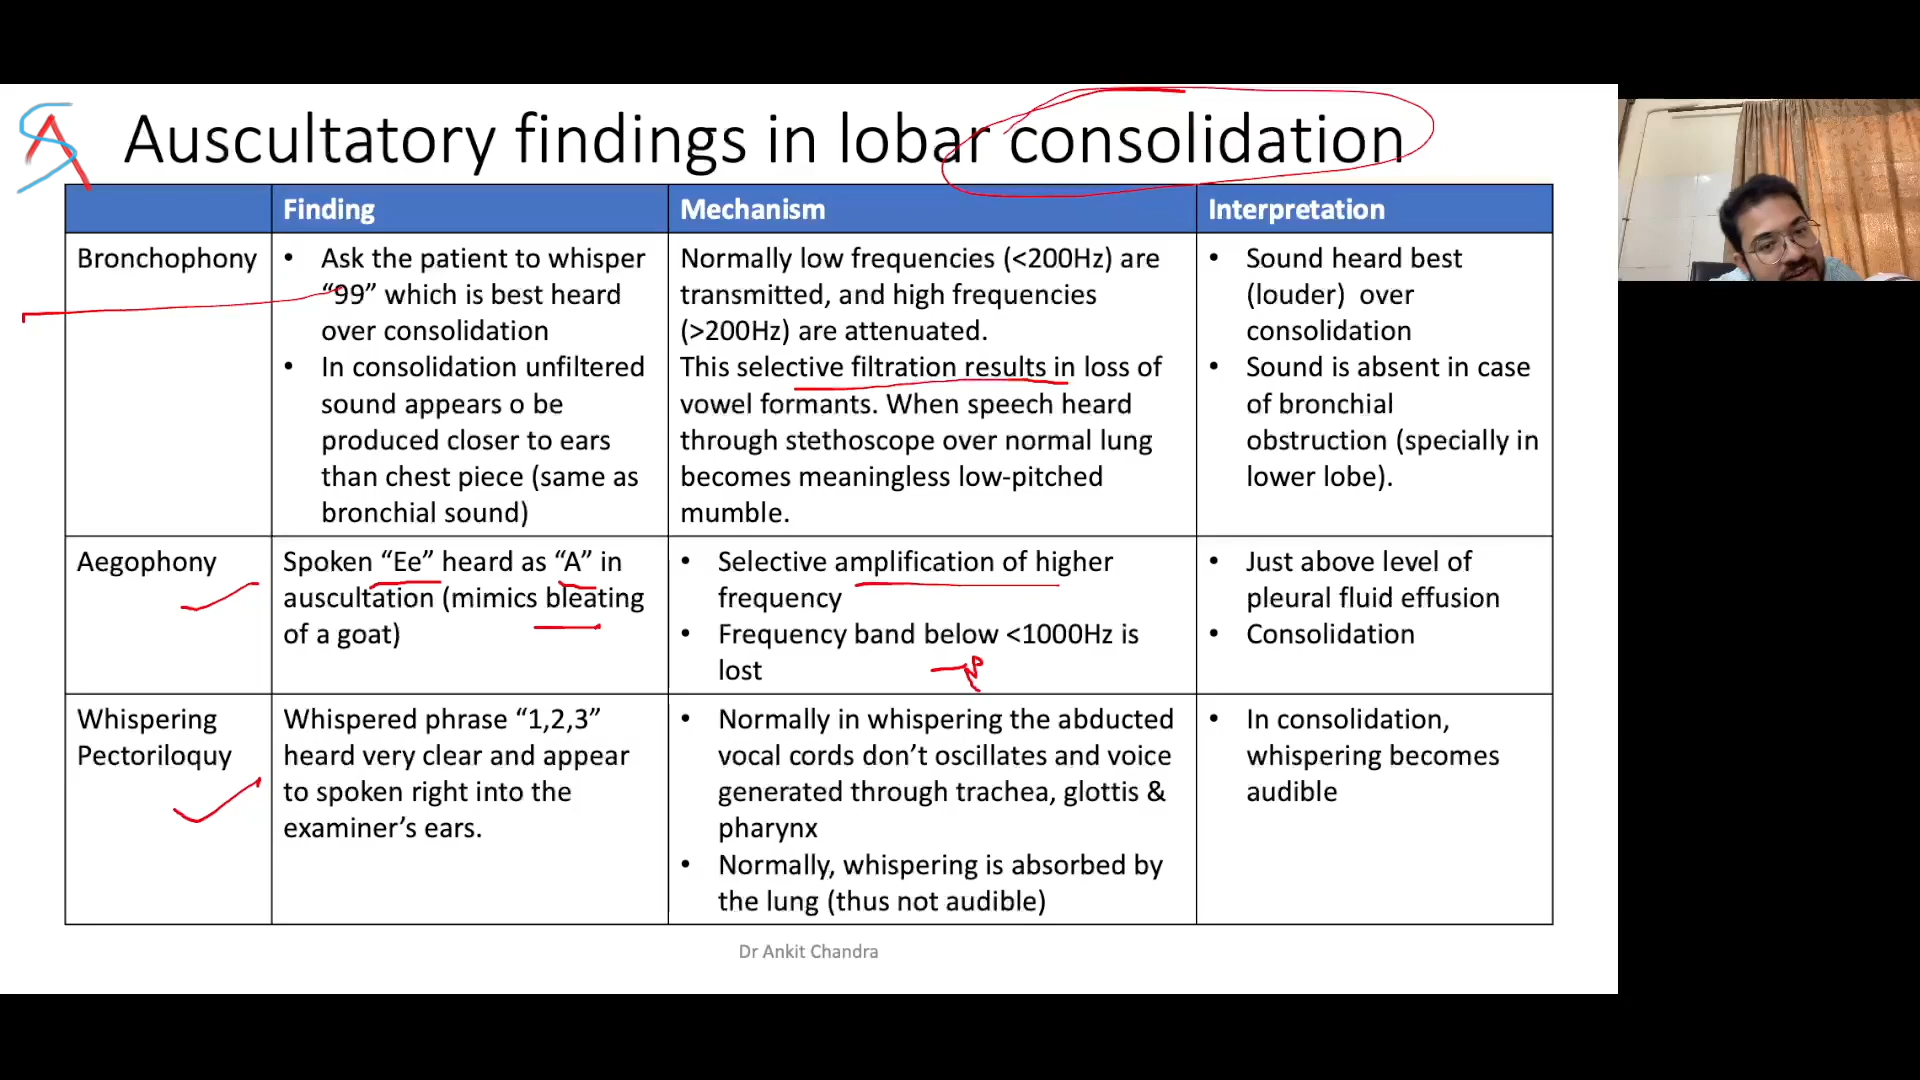 Auscultatory findings in lobar consolidation
Finding
Mechanism
Interpretation
Bronchophony
• Ask the patient to whisper
“99” which is best heard
over consolidation
• In consolidation unfiltered
sound appears o be
produced closer to ears
than chest piece (same as
bronchial sound)
Normally low frequencies (<200Hz) are
transmitted, and high frequencies
(>200Hz) are attenuated.
This selective filtration results in loss of
vowel formants. When speech heard
through stethoscope over normal lung
becomes meaningless low-pitched
mumble.
• Sound heard best
(louder) over
consolidation
• Sound is absent in case
of bronchial
obstruction (specially in
lower lobe).
Aegophony
Spoken “Ee” heard as “A” in
auscultation (mimics bleating
of a goat)
• Selective amplification of higher
frequency
• Frequency band below <1000Hz is
lost
• Just above level of
pleural fluid effusion
• Consolidation
Whispering
Pectoriloquy
Whispered phrase “1,2,3”
heard very clear and appear
to spoken right into the
examiner’s ears.
• Normally in whispering the abducted
vocal cords don’t oscillates and voice
generated through trachea, glottis &
pharynx
• Normally, whispering is absorbed by
the lung (thus not audible)
• In consolidation,
whispering becomes
audible
Dr Ankit Chandra